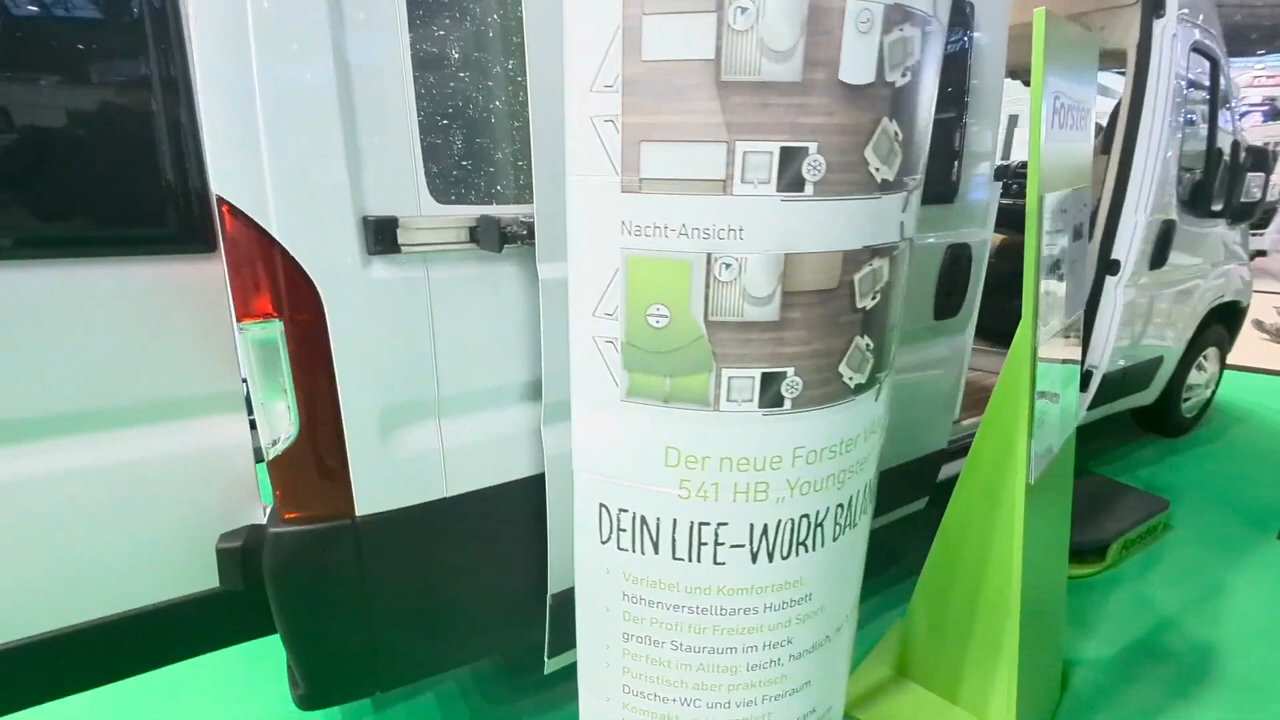 Forster
Nacht-Ansicht
Der neue Forster
541 HB „Youngster
DEIN LIFE-WORK
› Variabel und Komfortabel:
höhenverstellbares Hubbett
› Der Profi für Freizeit und Sport:
großer Stauraum im Heck
› Perfekt im Alltag: leicht, handlich,
› Puristisch aber praktisch
Dusche+WC und viel Freiraum
› Kompakt
Forster